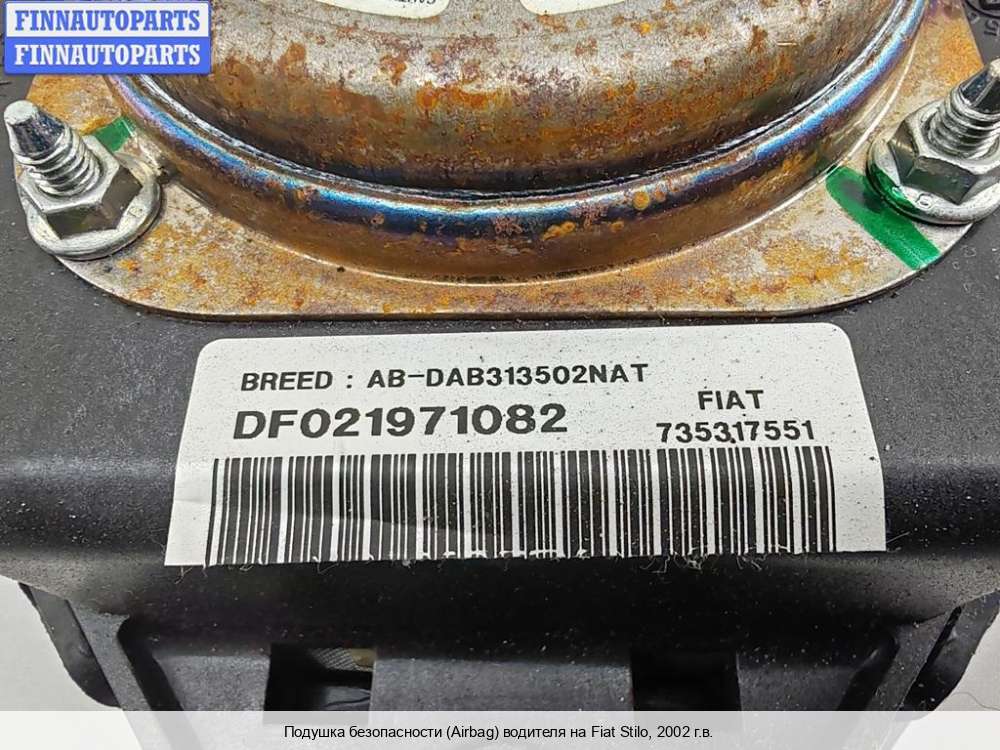 FINNAUTOPARTS
FINNAUTOPARTS
BREED : AB-DAB313502NAT
DF021971082
FIAT
735317551
Подушка безопасности (Airbag) водителя на Fiat Stilo, 2002 г.в.